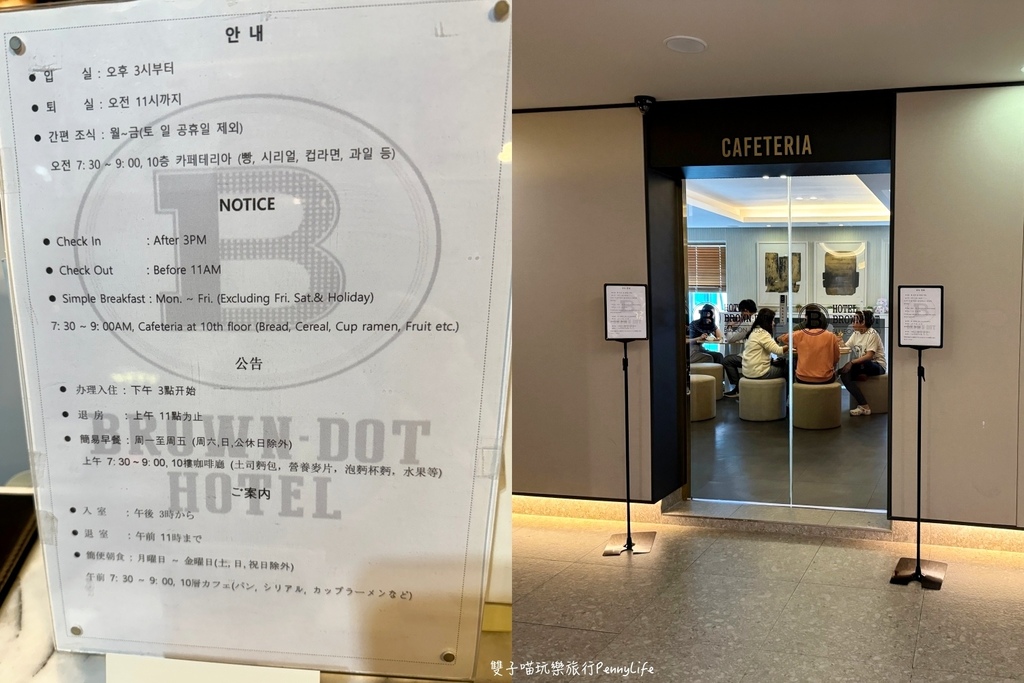 안 내
● 입 실 : 오후 3시부터
● 퇴 실 : 오전 11시까지
● 간편 조식 : 월~금(토 일 공휴일 제외)
오전 7: 30 ~ 9: 00, 10층 카페테리아 (빵, 시리얼, 컵라면, 과일 등)
NOTICE
● Check In : After 3PM
● Check Out : Before 11AM
● Simple Breakfast : Mon. ~ Fri. (Excluding Fri. Sat.& Holiday)
7: 30 ~ 9: 00AM, Cafeteria at 10th floor (Bread, Cereal, Cup ramen, Fruit etc.)
公告
● 办理入住 : 下午 3點开始
● 退 房 : 上午 11點为止
● 簡易早餐 : 周一至周五 (周六,日,公休日除外)
上午 7: 30 ~ 9: 00, 10樓咖啡廳 (土司麪包, 營養麥片, 泡麪杯麪, 水果等)
ご案内
● 入 室 : 午後 3時から
● 退 室 : 午前 11時まで
● 簡便朝食 : 月曜日 ~ 金曜日(土, 日, 祝日除外)
午前 7: 30 ~ 9: 00, 10層カフェ(パン, シリアル, カップラーメンなど)
B
BROWN-DOT
HOTEL
CAFETERIA
HOTEL
BROWN-DOT
HOTEL
BROWN-DOT
雙子喵玩樂旅行PennyLife